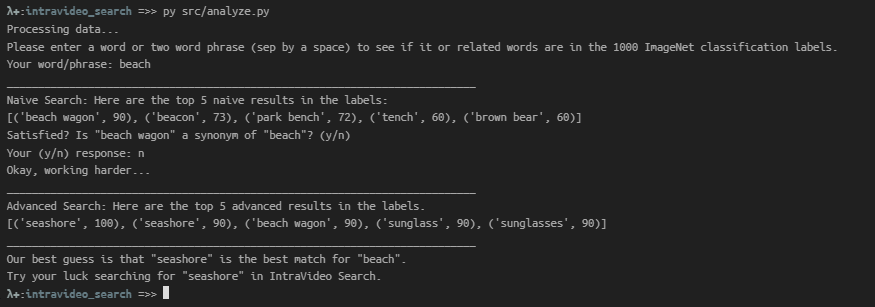 λ+:intravideo_search =>> py src/analyze.py
Processing data...
Please enter a word or two word phrase (sep by a space) to see if it or related words are in the 1000 ImageNet classification labels.
Your word/phrase: beach
________________________________________________________________________
Naive Search: Here are the top 5 naive results in the labels:
[('beach wagon', 90), ('beacon', 73), ('park bench', 72), ('tench', 60), ('brown bear', 60)]
Satisfied? Is "beach wagon" a synonym of "beach"? (y/n)
Your (y/n) response: n
Okay, working harder...
________________________________________________________________________
Advanced Search: Here are the top 5 advanced results in the labels.
[('seashore', 100), ('seashore', 90), ('beach wagon', 90), ('sunglass', 90), ('sunglasses', 90)]
________________________________________________________________________
Our best guess is that "seashore" is the best match for "beach".
Try your luck searching for "seashore" in IntraVideo Search.
λ+:intravideo_search =>>